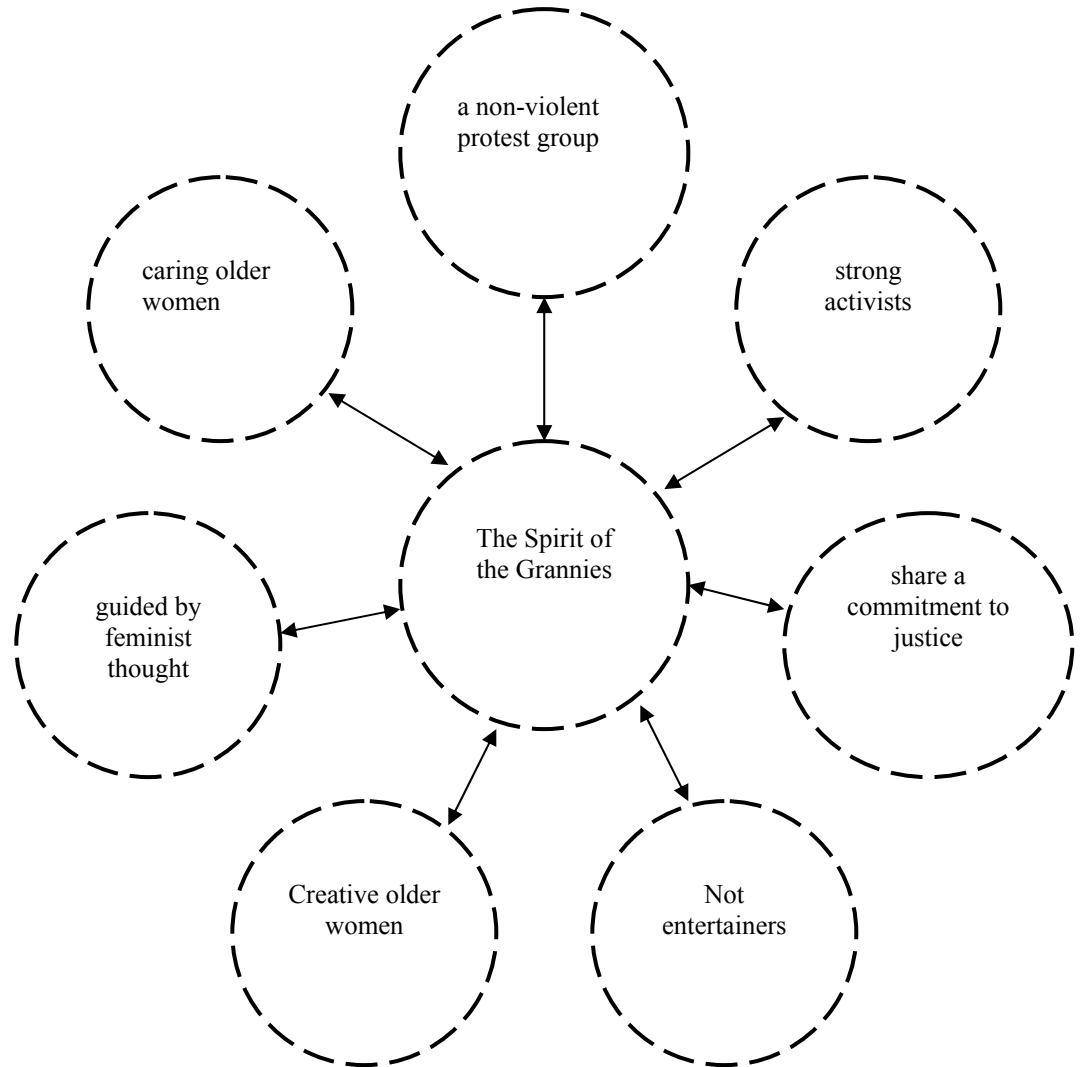 a non-violent
protest group
caring older
women
strong
activists
The Spirit of
the Grannies
share a
commitment to
justice
guided by
feminist
thought
Creative older
women
Not
entertainers